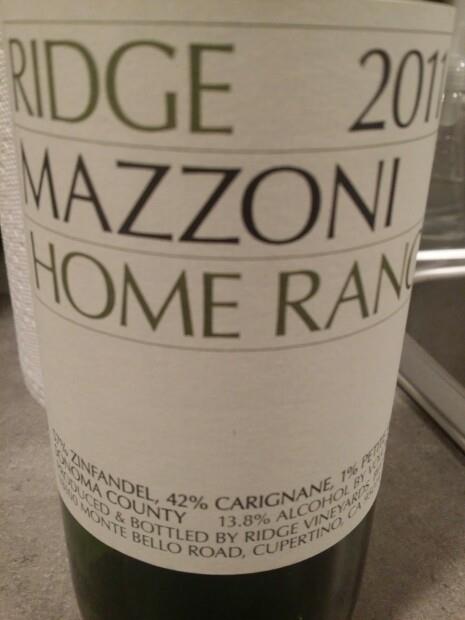 RIDGE 2011
MAZZONI
HOME RANC
ZINFANDEL, 42% CARIGNANE, 1% PETITE
SONOMA COUNTY 13.8% ALCOHOL BY
PRODUCED & BOTTLED BY RIDGE VINEYARDS
MONTE BELLO ROAD, CUPERTINO, CA